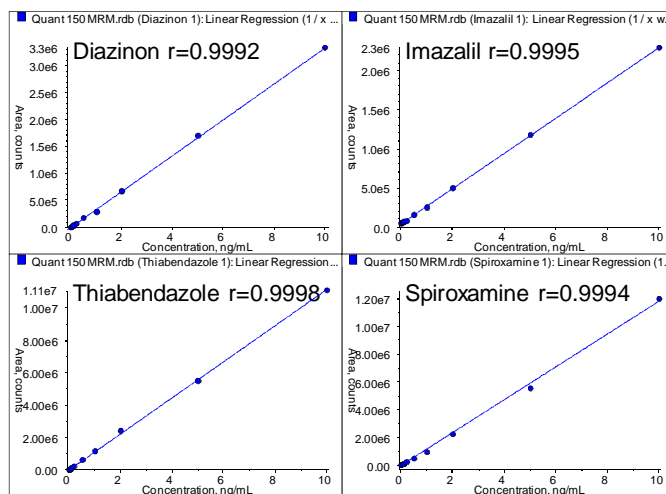 Quant 150 MRM.rdb (Diazinon 1): Linear Regression (1 / x ...
Diazinon r=0.9992
Area, counts
3.3e6
3.0e6
2.5e6
2.0e6
1.5e6
1.0e6
5.0e5
0.0
0 2 4 6 8 10
Concentration, ng/mL
Quant 150 MRM.rdb (Imazalil 1): Linear Regression (1 / x w...
Imazalil r=0.9995
Area, counts
2.3e6
2.0e6
1.5e6
1.0e6
5.0e5
0.0
0 2 4 6 8 10
Concentration, ng/mL
Quant 150 MRM.rdb (Thiabendazole 1): Linear Regression ...
Thiabendazole r=0.9998
Area, counts
1.11e7
1.00e7
8.00e6
6.00e6
4.00e6
2.00e6
0.00
0 2 4 6 8 10
Concentration, ng/mL
Quant 150 MRM.rdb (Spiroxamine 1): Linear Regression (1...
Spiroxamine r=0.9994
Area, counts
1.20e7
1.00e7
8.00e6
6.00e6
4.00e6
2.00e6
0.00
0 2 4 6 8 10
Concentration, ng/mL